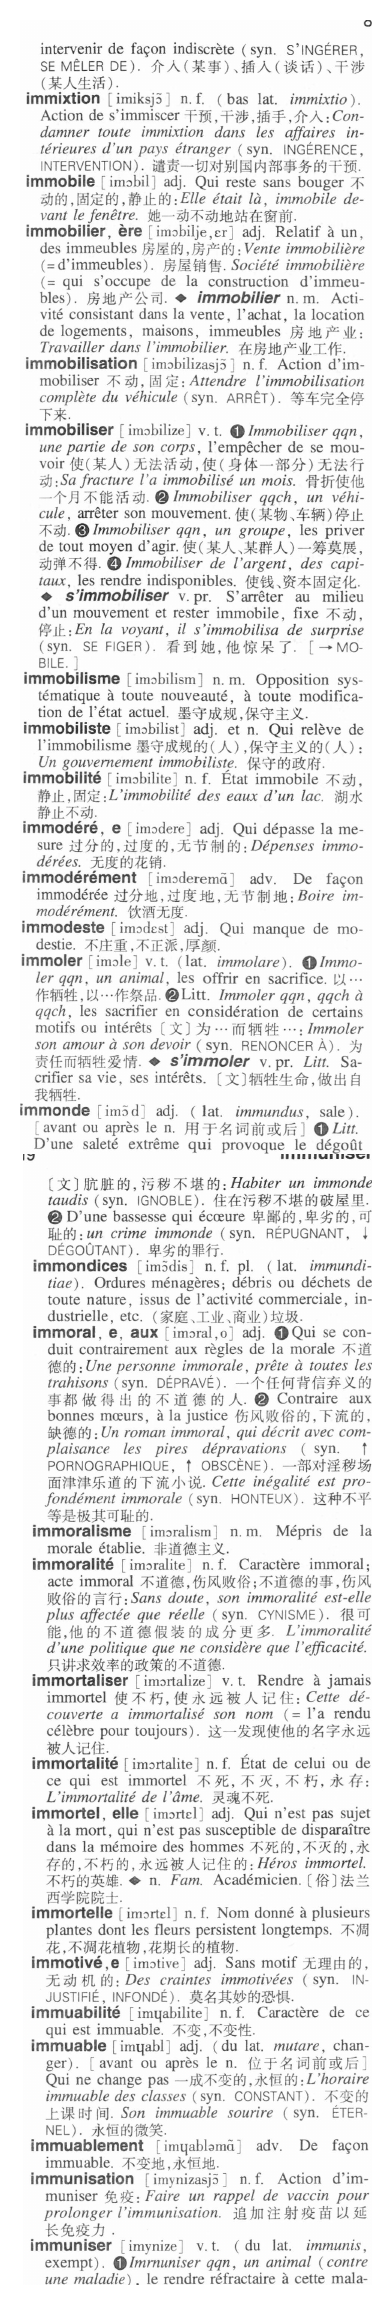 intervenir de façon indiscrète (syn. S'INGÉRER,
SE MÊLER DE). 介入(某事)、插入(谈话)、干涉
(某人生活).
immixtion [imiksjɔ̃] n.f. (bas lat. immixtio).
Action de s'immiscer 干预,干涉,插手,介入:Con-
damner toute immixtion dans les affaires in-
térieures d'un pays étranger (syn. INGÉRENCE,
INTERVENTION). 谴责一切对别国内部事务的干预.
immobile [imɔbil] adj. Qui reste sans bouger 不
动的,固定的,静止的:Elle était là, immobile de-
vant le fenêtre. 她一动不动地站在窗前.
immobilier, ère [imɔbilje,ɛr] adj. Relatif à un,
des immeubles 房屋的,房产的:Vente immobilière
(=d'immeubles). 房屋销售. Société immobilière
(= qui s'occupe de la construction d'immeu-
bles). 房地产公司. ◆ immobilier n.m. Acti-
vité consistant dans la vente, l'achat, la location
de logements, maisons, immeubles 房地产业:
Travailler dans l'immobilier. 在房地产业工作.
immobilisation [imɔbilizasjɔ̃] n.f. Action d'im-
mobiliser 不动,固定:Attendre l'immobilisation
complète du véhicule (syn. ARRÊT). 等车完全停
下来.
immobiliser [imɔbilize] v.t. ❶ Immobiliser qqn,
une partie de son corps, l'empêcher de se mou-
voir 使(某人)无法活动,使(身体一部分)无法行
动:Sa fracture l'a immobilisé un mois. 骨折使他
一个月不能活动. ❷ Immobiliser qqch, un véhi-
cule, arrêter son mouvement. 使(某物、车辆)停止
不动. ❸ Immobiliser qqn, un groupe, les priver
de tout moyen d'agir. 使(某人、某群人)一筹莫展,
动弹不得. ❹ Immobiliser de l'argent, des capi-
taux, les rendre indisponibles. 使钱、资本固定化.
◆ s'immobiliser v.pr. S'arrêter au milieu
d'un mouvement et rester immobile, fixe 不动,
停止:En la voyant, il s'immobilisa de surprise
(syn. SE FIGER). 看到她,他惊呆了. [→MO-
BILE.]
immobilisme [imɔbilism] n.m. Opposition sys-
tématique à toute nouveauté, à toute modifica-
tion de l'état actuel. 墨守成规,保守主义.
immobiliste [imɔbilist] adj. et n. Qui relève de
l'immobilisme 墨守成规的(人),保守主义的(人):
Un gouvernement immobiliste. 保守的政府.
immobilité [imɔbilite] n.f. État immobile 不动,
静止,固定:L'immobilité des eaux d'un lac. 湖水
静止不动.
immodéré, e [imɔdere] adj. Qui dépasse la me-
sure 过分的,过度的,无节制的:Dépenses immo-
dérées. 无度的花销.
immodérément [imɔderemɑ̃] adv. De façon
immodérée 过分地,过度地,无节制地:Boire im-
modérément. 饮酒无度.
immodeste [imɔdɛst] adj. Qui manque de mo-
destie. 不庄重,不正派,厚颜.
immoler [imɔle] v.t. (lat. immolare). ❶ Immo-
ler qqn, un animal, les offrir en sacrifice. 以…
作牺牲,以…作祭品. ❷ Litt. Immoler qqn, qqch à
qqch, les sacrifier en considération de certains
motifs ou intérêts [文]为…而牺牲…:Immoler
son amour à son devoir (syn. RENONCER À). 为
责任而牺牲爱情. ◆ s'immoler v.pr. Litt. Sa-
crifier sa vie, ses intérêts. [文]牺牲生命,做出自
我牺牲.
immonde [imɔ̃d] adj. (lat. immundus, sale).
[avant ou après le n. 用于名词前或后] ❶ Litt.
D'une saleté extrême qui provoque le dégoût
[文]肮脏的,污秽不堪的:Habiter un immonde
taudis (syn. IGNOBLE). 住在污秽不堪的破屋里.
❷ D'une bassesse qui écœure 卑鄙的,卑劣的,可
耻的:un crime immonde (syn. RÉPUGNANT, ↓
DÉGOÛTANT). 卑劣的罪行.
immondices [imɔ̃dis] n.f. pl. (lat. immundi-
tiae). Ordures ménagères; débris ou déchets de
toute nature, issus de l'activité commerciale, in-
dustrielle, etc. (家庭、工业、商业)垃圾.
immoral, e, aux [imɔral,o] adj. ❶ Qui se con-
duit contrairement aux règles de la morale 不道
德的:Une personne immorale, prête à toutes les
trahisons (syn. DÉPRAVÉ). 一个任何背信弃义的
事都做得出的不道德的人. ❷ Contraire aux
bonnes mœurs, à la justice 伤风败俗的,下流的,
缺德的:Un roman immoral, qui décrit avec com-
plaisance les pires dépravations (syn. ↑
PORNOGRAPHIQUE, ↑ OBSCÈNE). 一部对淫秽场
面津津乐道的下流小说. Cette inégalité est pro-
fondément immorale (syn. HONTEUX). 这种不平
等是极其可耻的.
immoralisme [imɔralism] n.m. Mépris de la
morale établie. 非道德主义.
immoralité [imɔralite] n.f. Caractère immoral;
acte immoral 不道德,伤风败俗;不道德的事,伤风
败俗的言行:Sans doute, son immoralité est-elle
plus affectée que réelle (syn. CYNISME). 很可
能,他的不道德假装的成分更多. L'immoralité
d'une politique que ne considère que l'efficacité.
只讲求效率的政策的不道德.
immortaliser [imɔrtalize] v.t. Rendre à jamais
immortel 使不朽,使永远被人记住:Cette dé-
couverte a immortalisé son nom (= l'a rendu
célèbre pour toujours). 这一发现使他的名字永远
被人记住.
immortalité [imɔrtalite] n.f. État de celui ou de
ce qui est immortel 不死,不灭,不朽,永存:
L'immortalité de l'âme. 灵魂不死.
immortel, elle [imɔrtɛl] adj. Qui n'est pas sujet
à la mort, qui n'est pas susceptible de disparaître
dans la mémoire des hommes 不死的,不灭的,永
存的,不朽的,永远被人记住的:Héros immortel.
不朽的英雄. ◆ n. Fam. Académicien. [俗]法兰
西学院院士.
immortelle [imɔrtɛl] n.f. Nom donné à plusieurs
plantes dont les fleurs persistent longtemps. 不凋
花,不凋花植物,花期长的植物.
immotivé,e [imɔtive] adj. Sans motif 无理由的,
无动机的:Des craintes immotivées (syn. IN-
JUSTIFIÉ, INFONDÉ). 莫名其妙的恐惧.
immuabilité [imɥabilite] n.f. Caractère de ce
qui est immuable. 不变,不变性.
immuable [imɥabl] adj. (du lat. mutare, chan-
ger). [avant ou après le n. 位于名词前或后]
Qui ne change pas 一成不变的,永恒的:L'horaire
immuable des classes (syn. CONSTANT). 不变的
上课时间. Son immuable sourire (syn. ÉTER-
NEL). 永恒的微笑.
immuablement [imɥabləmɑ̃] adv. De façon
immuable. 不变地,永恒地.
immunisation [imynizasjɔ̃] n.f. Action d'im-
muniser 免疫:Faire un rappel de vaccin pour
prolonger l'immunisation. 追加注射疫苗以延
长免疫力.
immuniser [imynize] v.t. (du lat. immunis,
exempt). ❶ Immuniser qqn, un animal (contre
une maladie), le rendre réfractaire à cette mala-